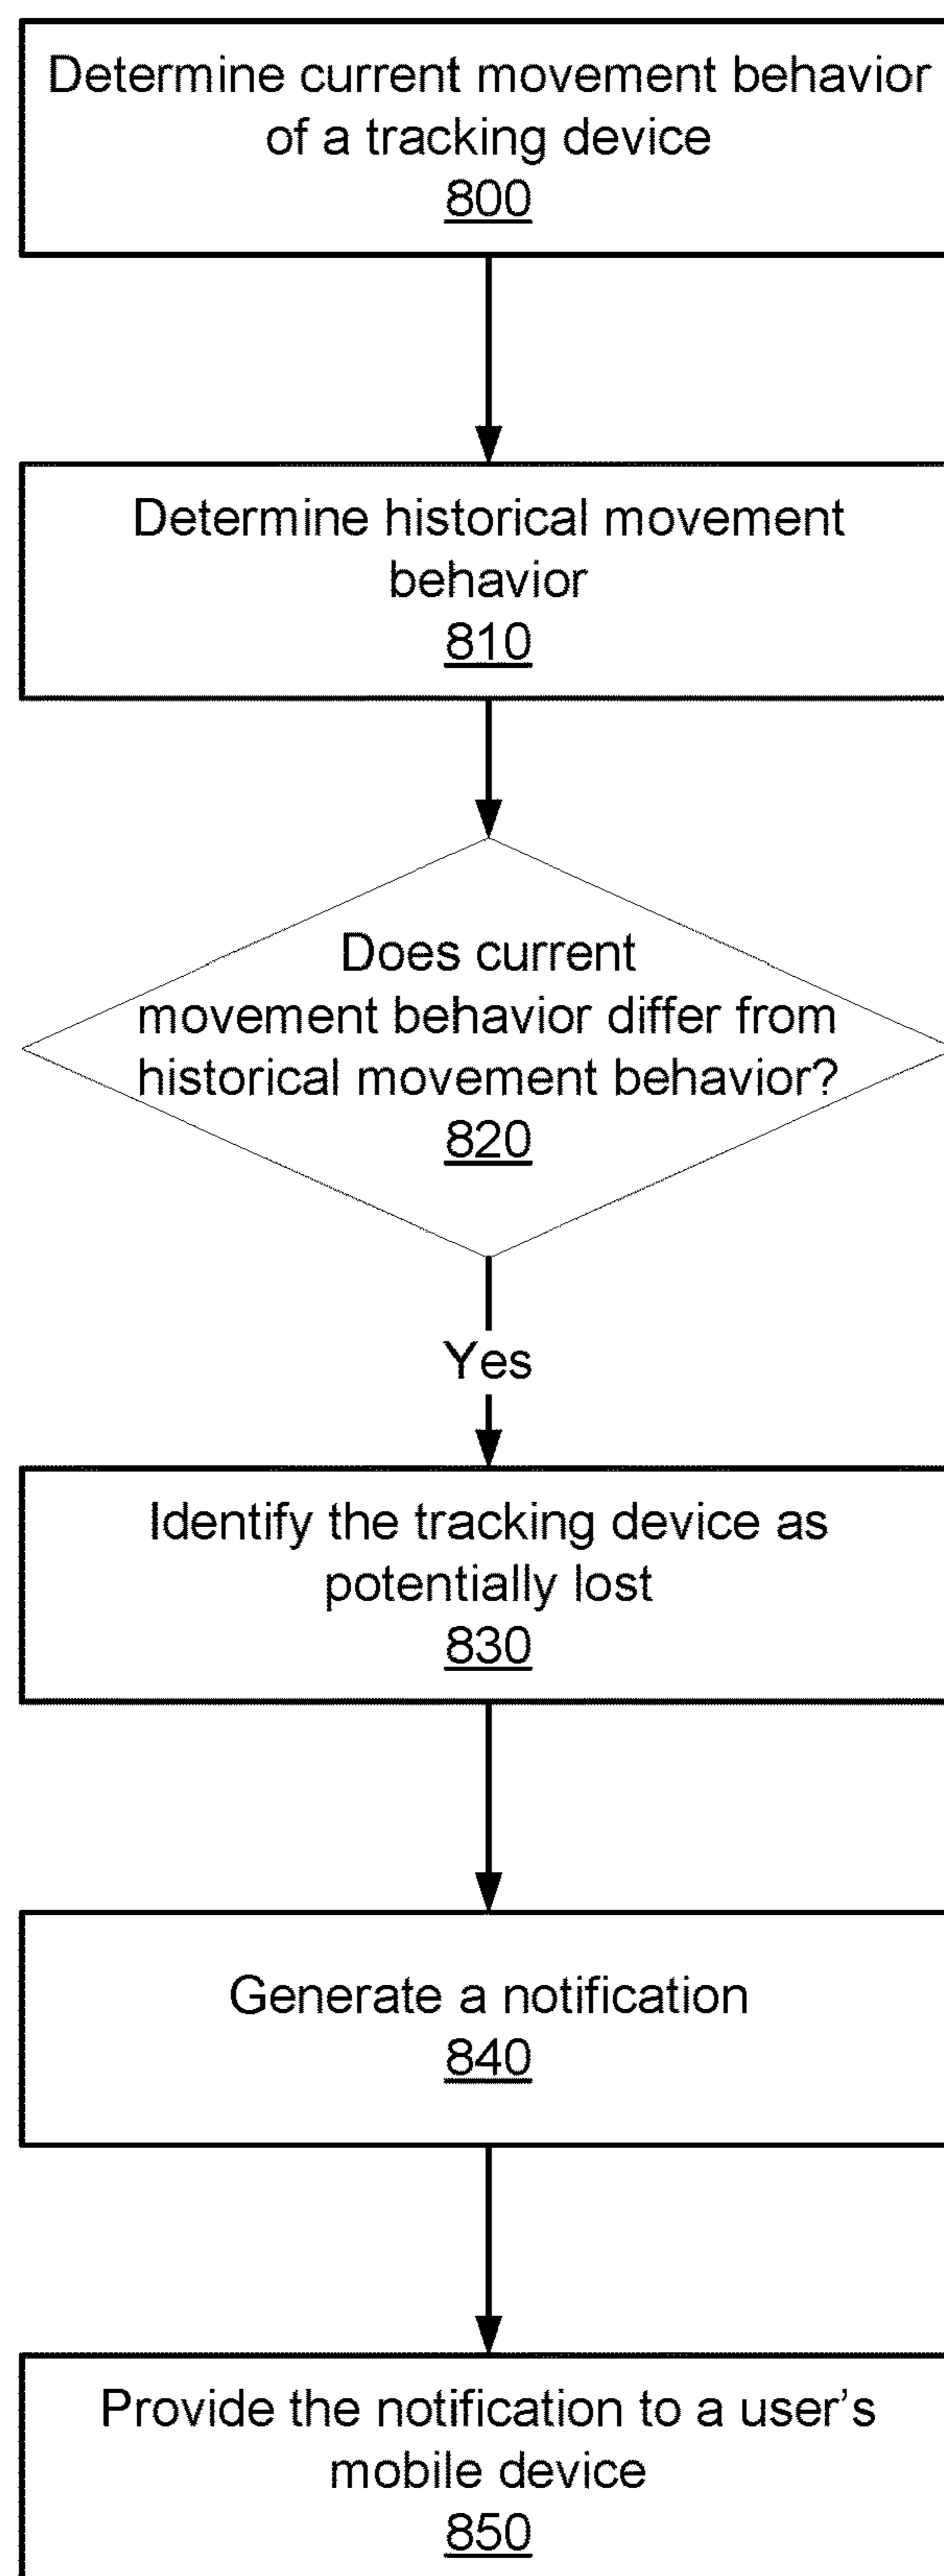 Determine current movement behavior
of a tracking device
800
Determine historical movement
behavior
810
Does current
movement behavior differ from
historical movement behavior?
820
Yes
Identify the tracking device as
potentially lost
830
Generate a notification
840
Provide the notification to a user’s
mobile device
850